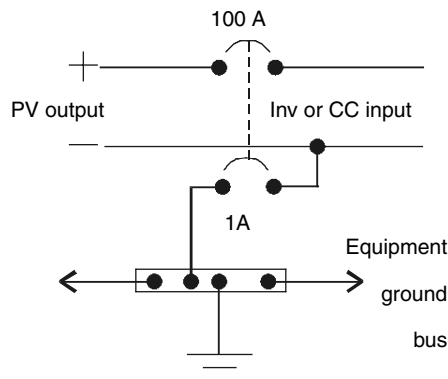 100 A
+
PV output
Inv or CC input
—
1A
Equipment
ground
bus